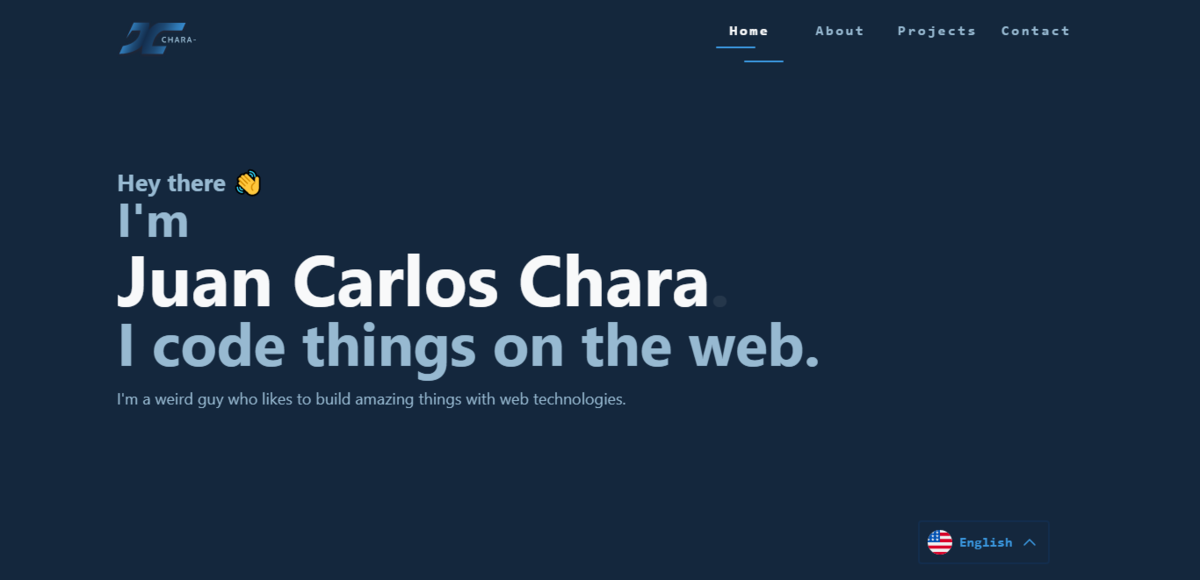 CHARA-
Home About Projects Contact
Hey there 👋
I'm
Juan Carlos Chara.
I code things on the web.
I'm a weird guy who likes to build amazing things with web technologies.
English